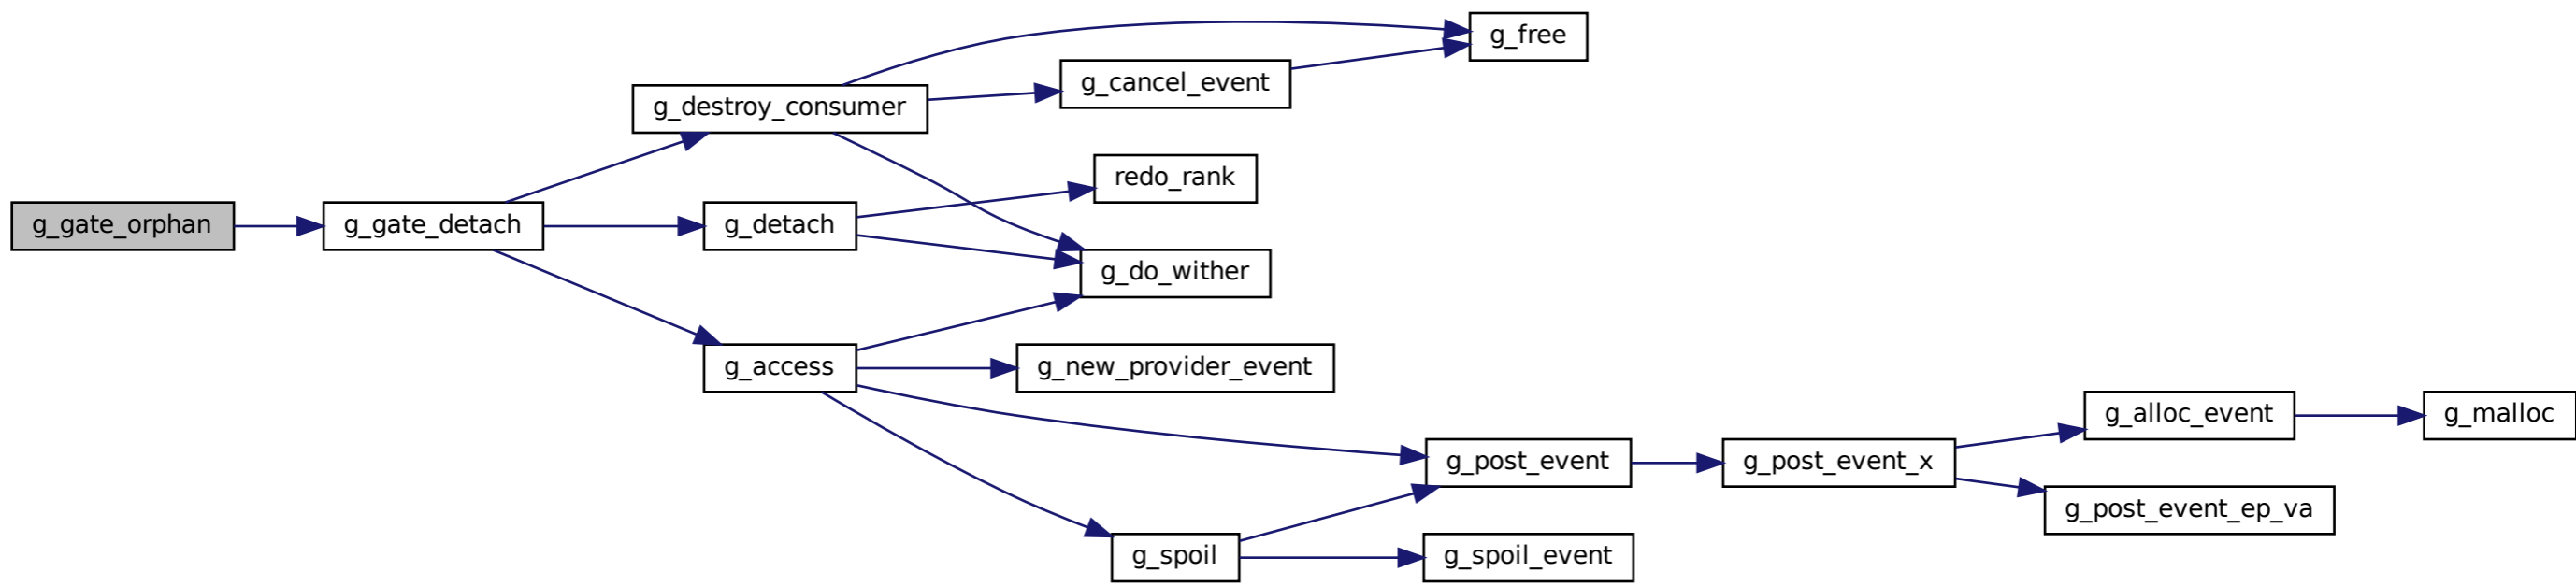 g_free
g_cancel_event
g_destroy_consumer
redo_rank
g_gate_orphan
g_gate_detach
g_detach
g_do_wither
g_access
g_new_provider_event
g_alloc_event
g_malloc
g_post_event
g_post_event_x
g_post_event_ep_va
g_spoil
g_spoil_event